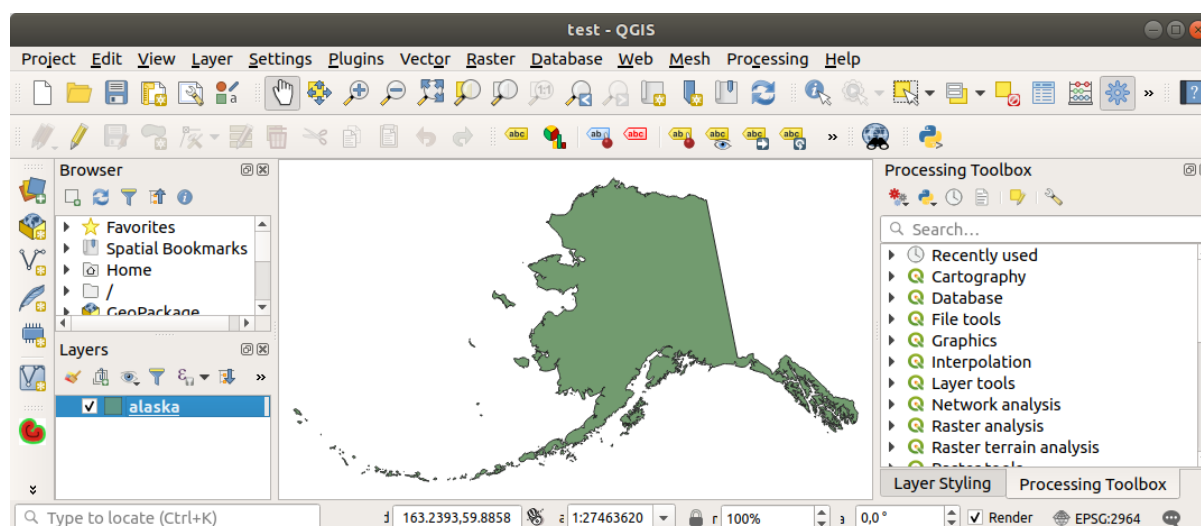 test - QGIS
Project Edit View Layer Settings Plugins Vector Raster Database Web Mesh Processing Help
Browser
Favorites
Spatial Bookmarks
Home
/
GeoPackage
Layers
alaska
Processing Toolbox
Search...
Recently used
Cartography
Database
File tools
Graphics
Interpolation
Layer tools
Network analysis
Raster analysis
Raster terrain analysis
Layer Styling Processing Toolbox
Type to locate (Ctrl+K) 163.2393,59.8858 1:27463620 100% 0,0° Render EPSG:2964